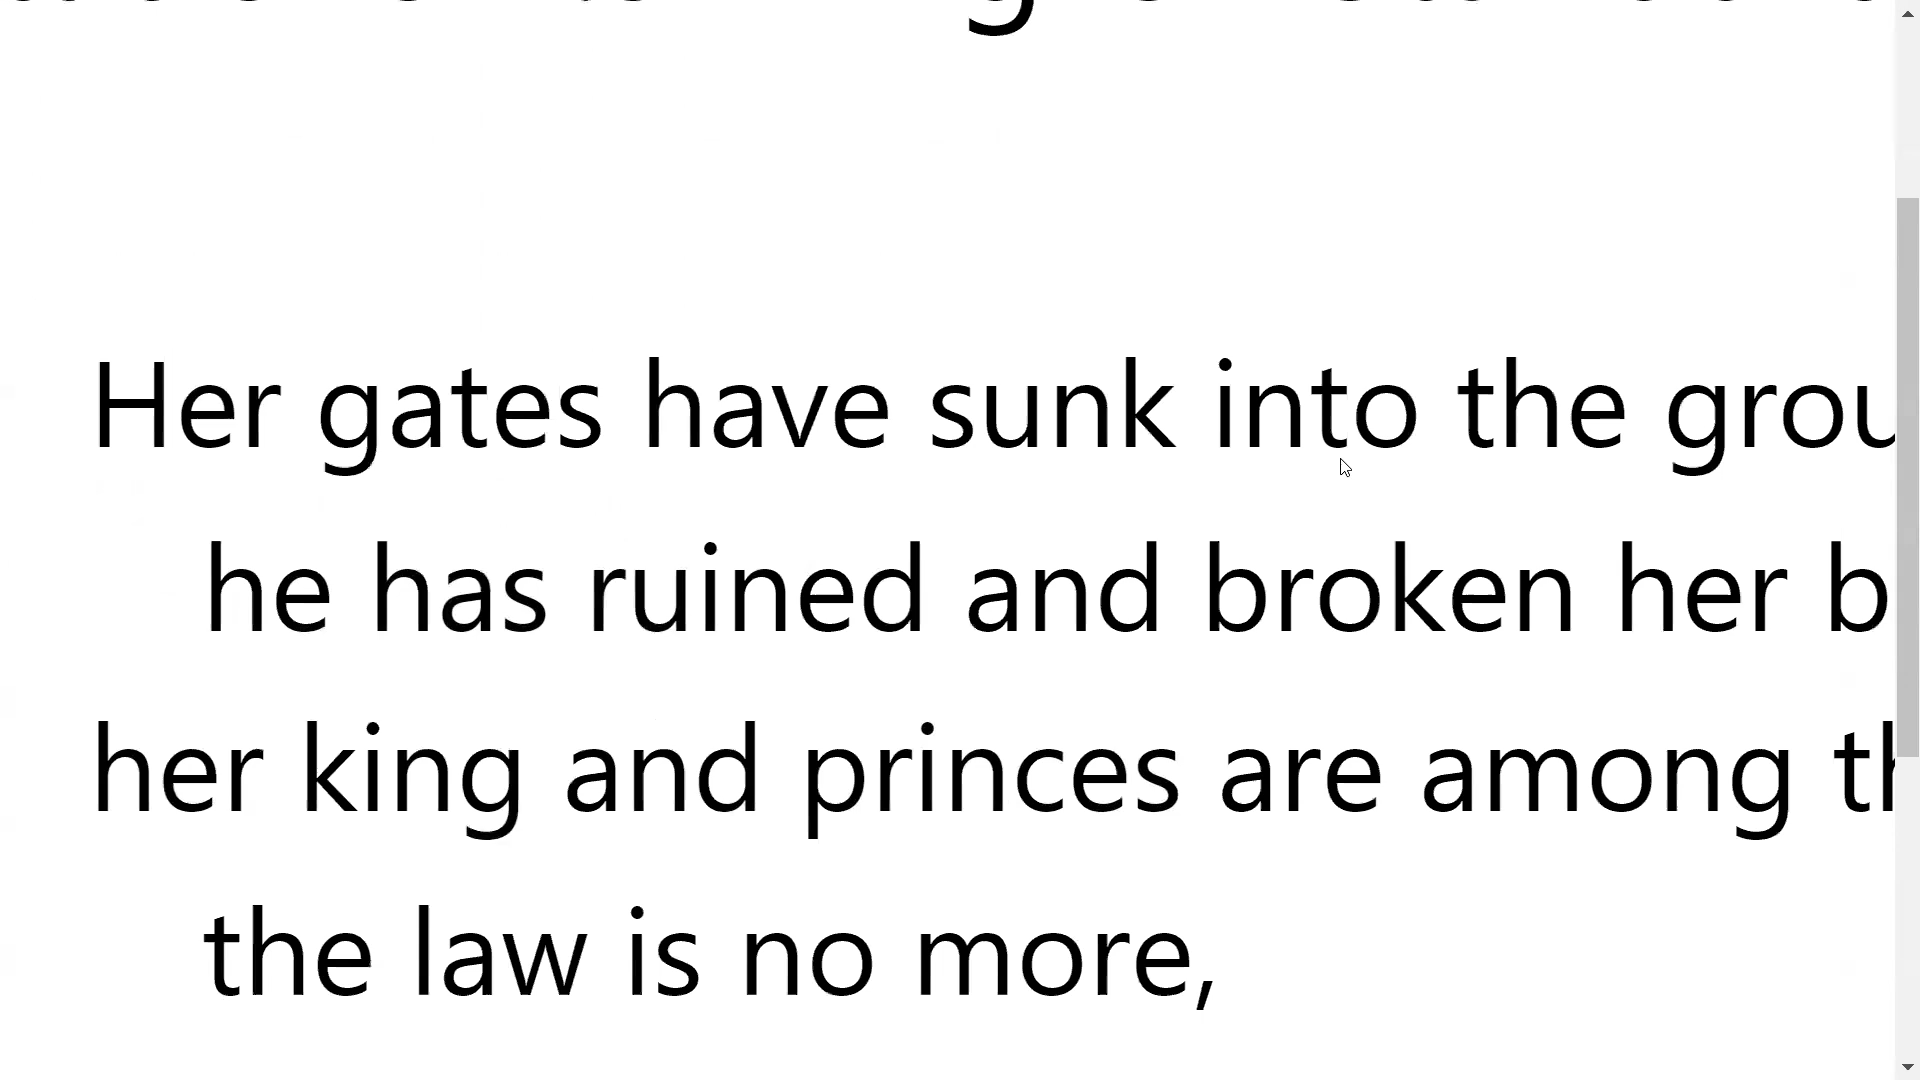 Her gates have sunk into the grou
he has ruined and broken her b
her king and princes are among th
the law is no more,